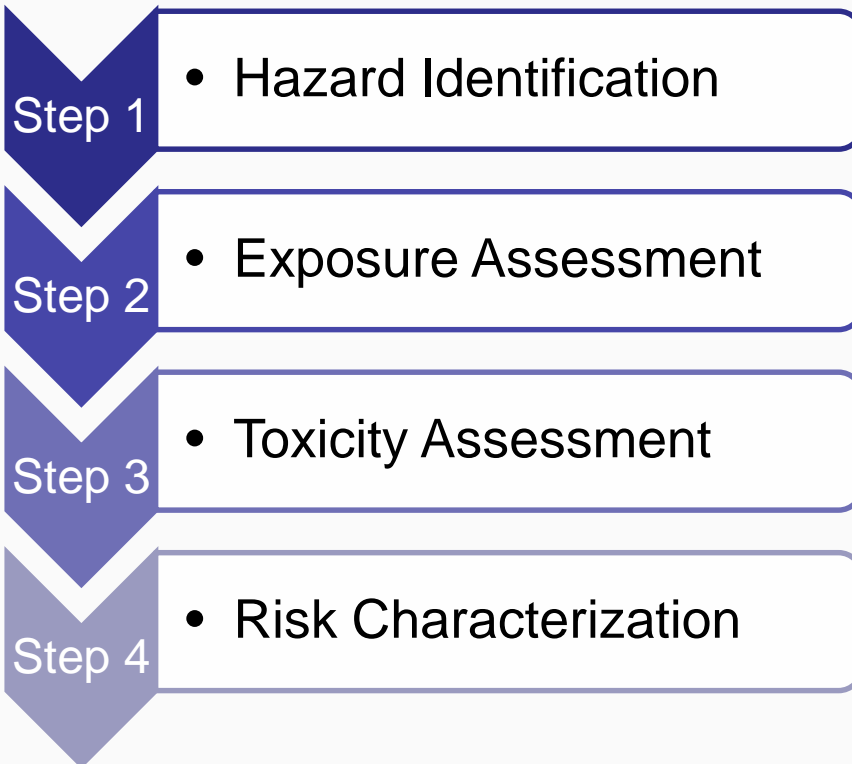 Step 1
• Hazard Identification
Step 2
• Exposure Assessment
Step 3
• Toxicity Assessment
Step 4
• Risk Characterization